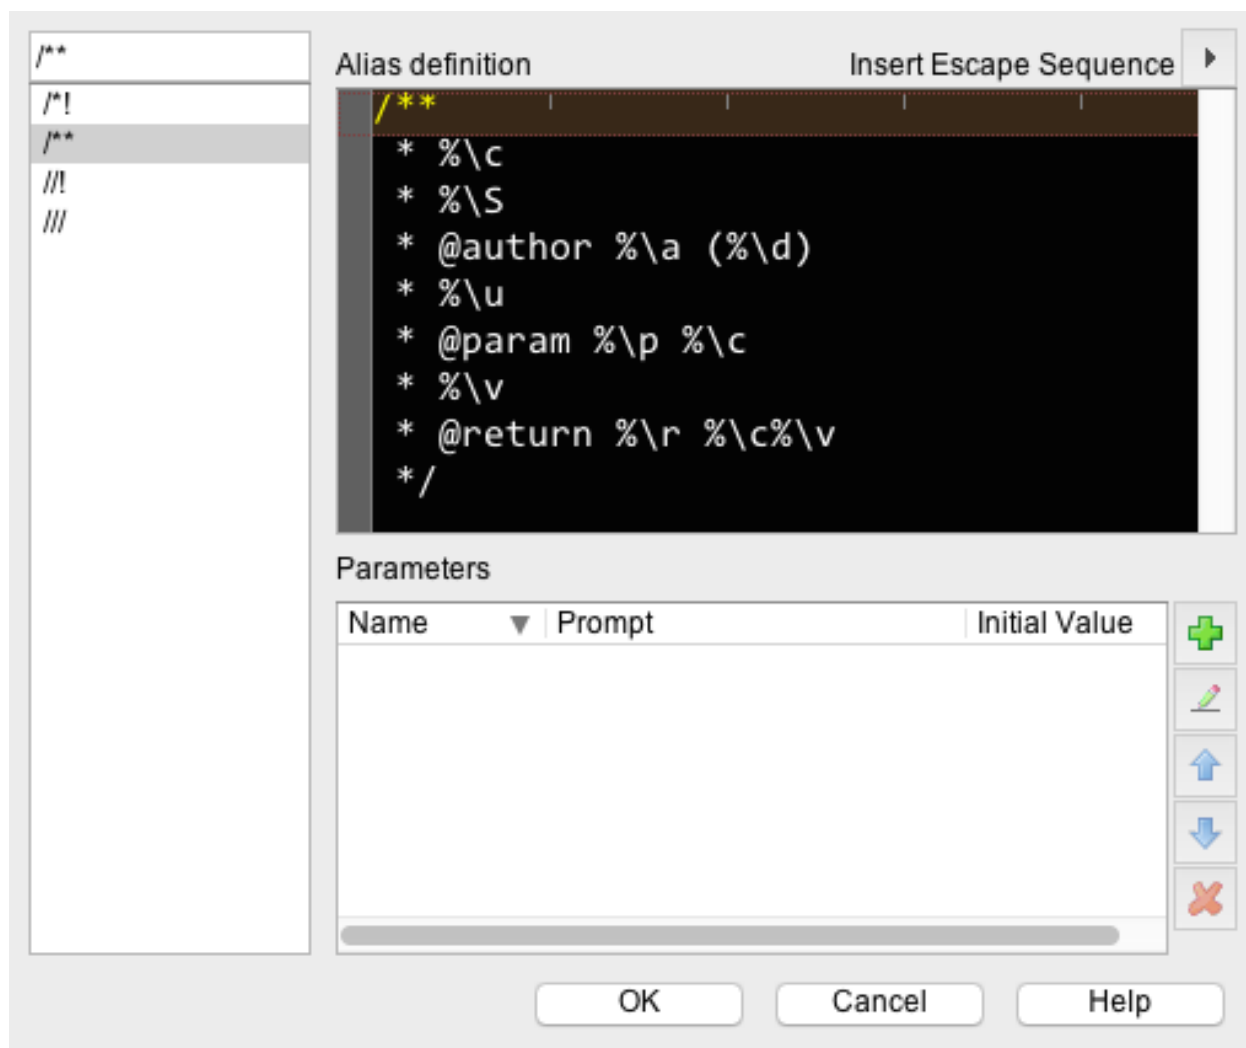 /**
/*!
/**
//!
///
Alias definition
Insert Escape Sequence
/**
* %\c
* %\S
* @author %\a (%\d)
* %\u
* @param %\p %\c
* %\v
* @return %\r %\c%\v
*/
Parameters
Name Prompt Initial Value
OK Cancel Help